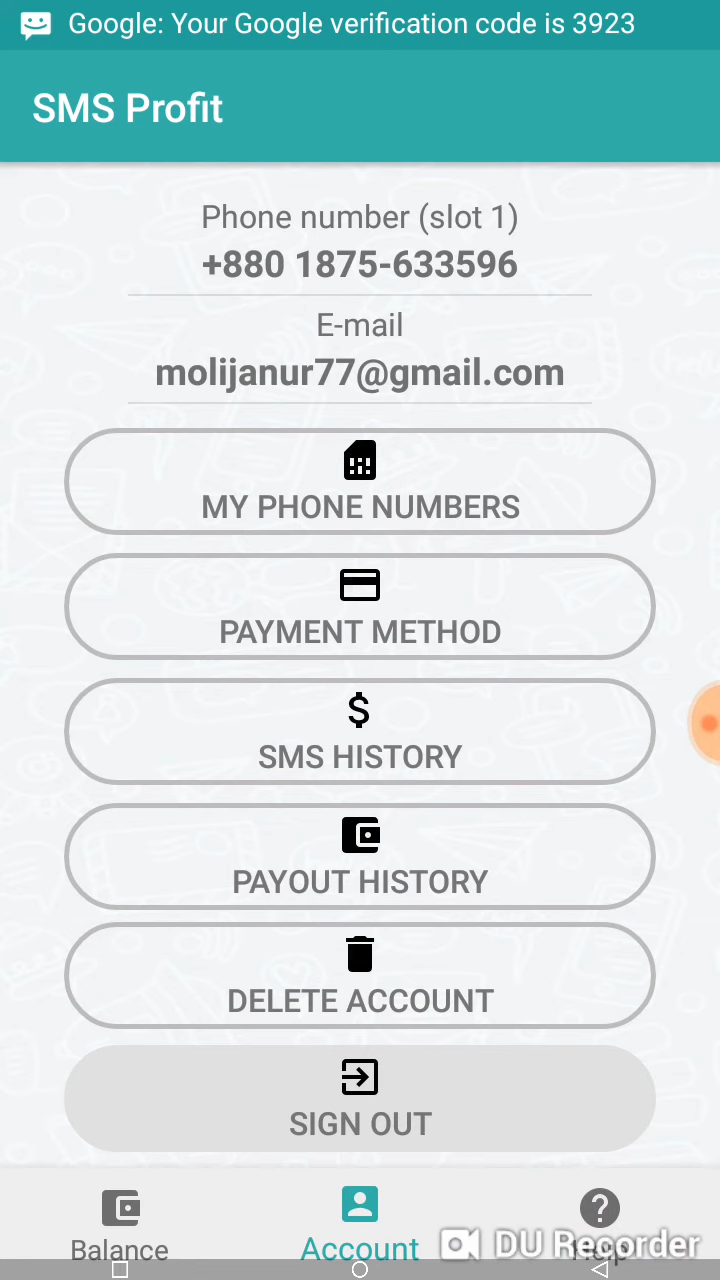 Google: Your Google verification code is 3923
SMS Profit
Phone number (slot 1)
+880 1875-633596
E-mail
molijanur77@gmail.com
MY PHONE NUMBERS
PAYMENT METHOD
$
SMS HISTORY
PAYOUT HISTORY
DELETE ACCOUNT
SIGN OUT
Balance
Account
Help
DU Recorder